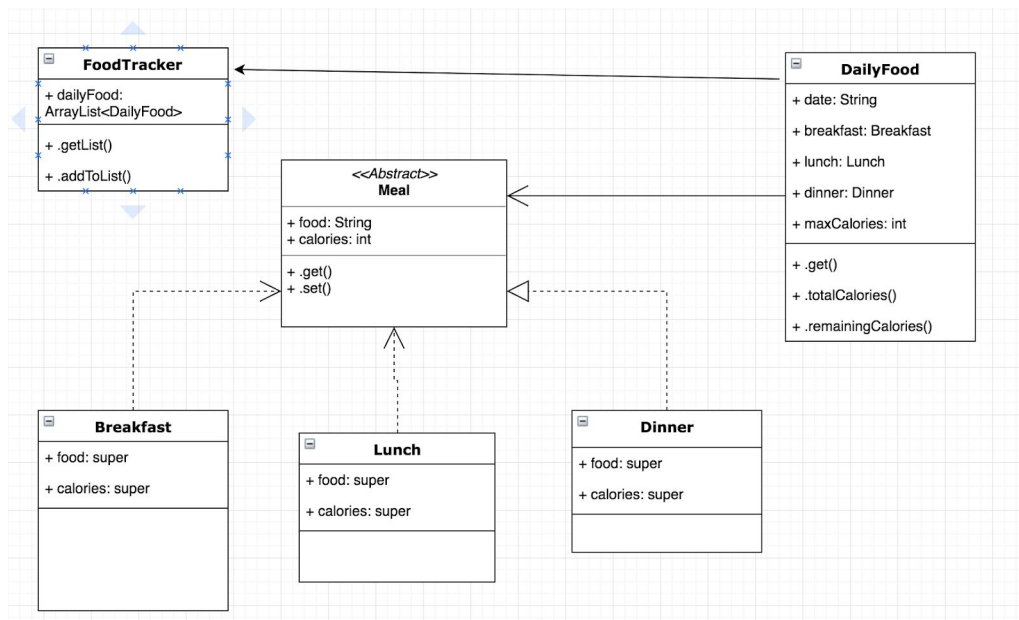 FoodTracker
+ dailyFood:
ArrayList<DailyFood>
+ .getList()
+ .addToList()
<<Abstract>>
Meal
+ food: String
+ calories: int
+ .get()
+ .set()
DailyFood
+ date: String
+ breakfast: Breakfast
+ lunch: Lunch
+ dinner: Dinner
+ maxCalories: int
+ .get()
+ .totalCalories()
+ .remainingCalories()
Breakfast
+ food: super
+ calories: super
Lunch
+ food: super
+ calories: super
Dinner
+ food: super
+ calories: super